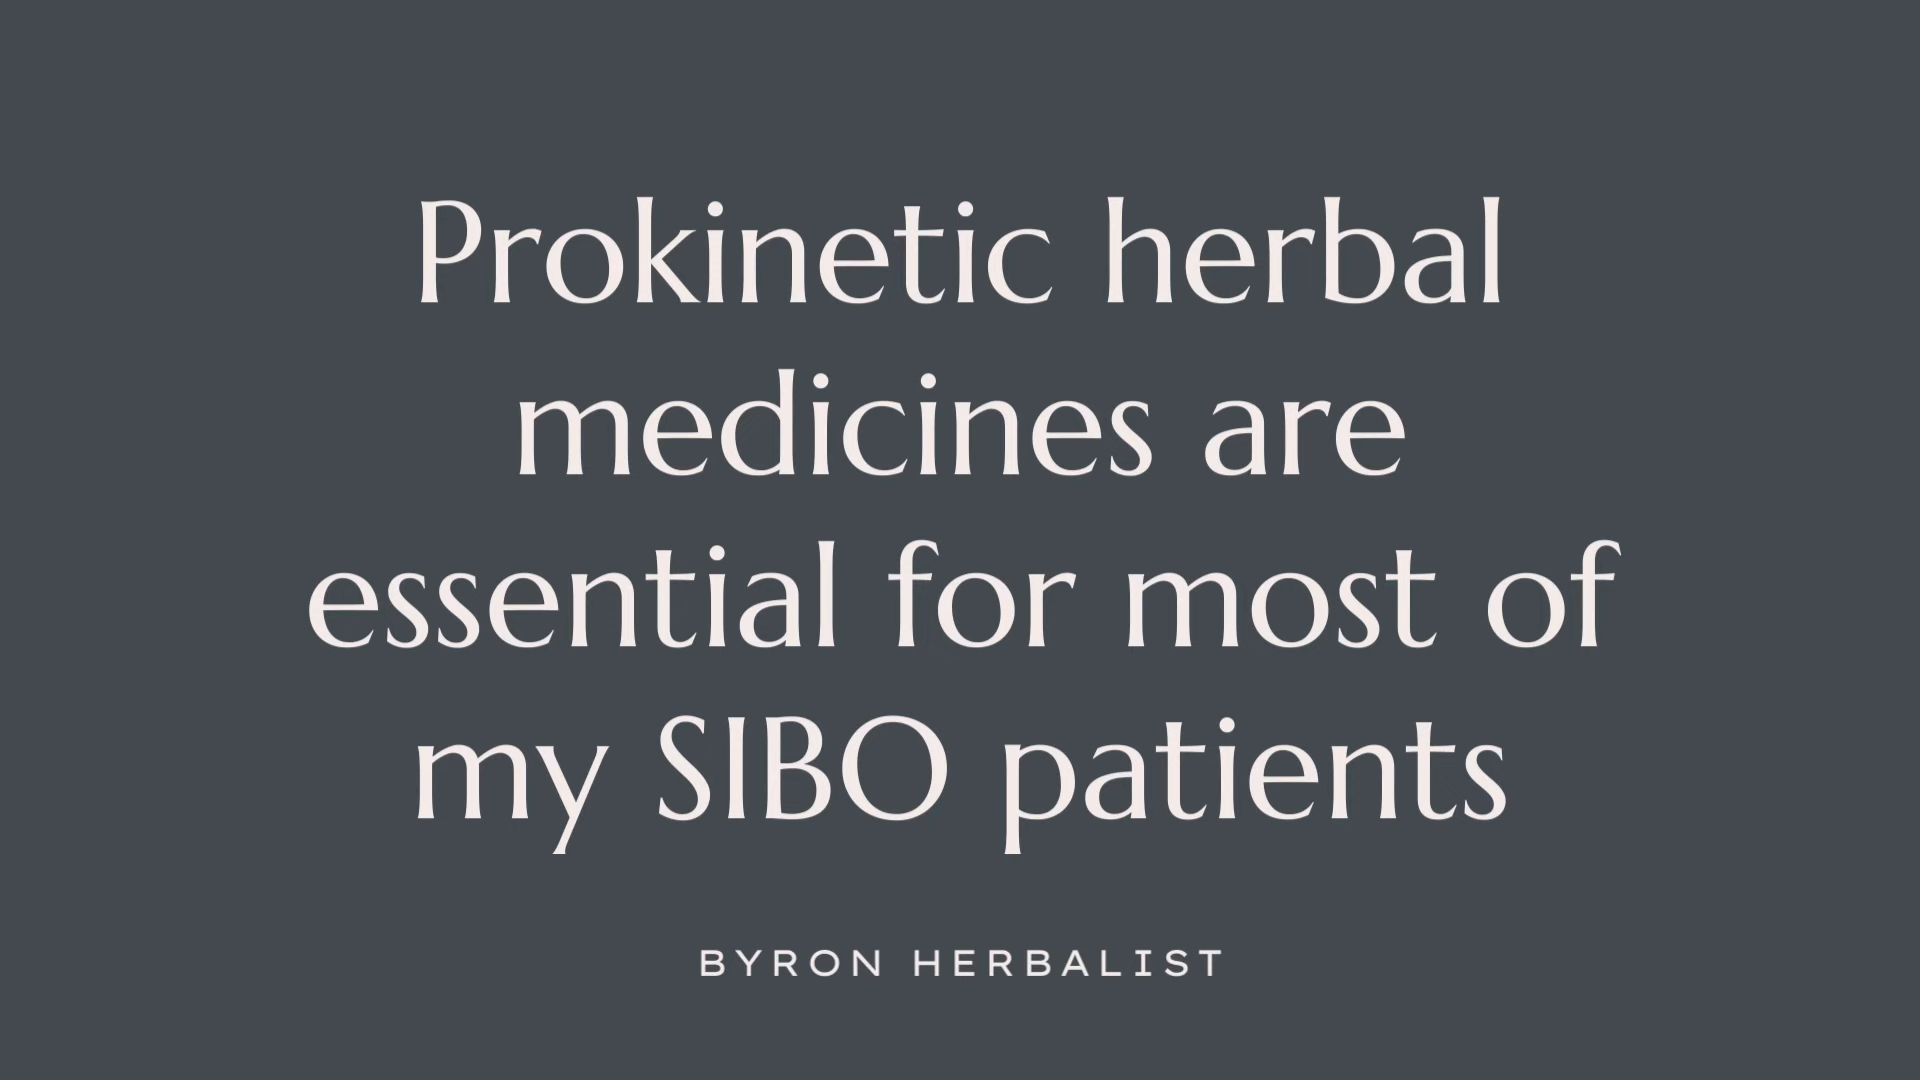 Prokinetic herbal
medicines are
essential for most of
my SIBO patients
BYRON HERBALIST